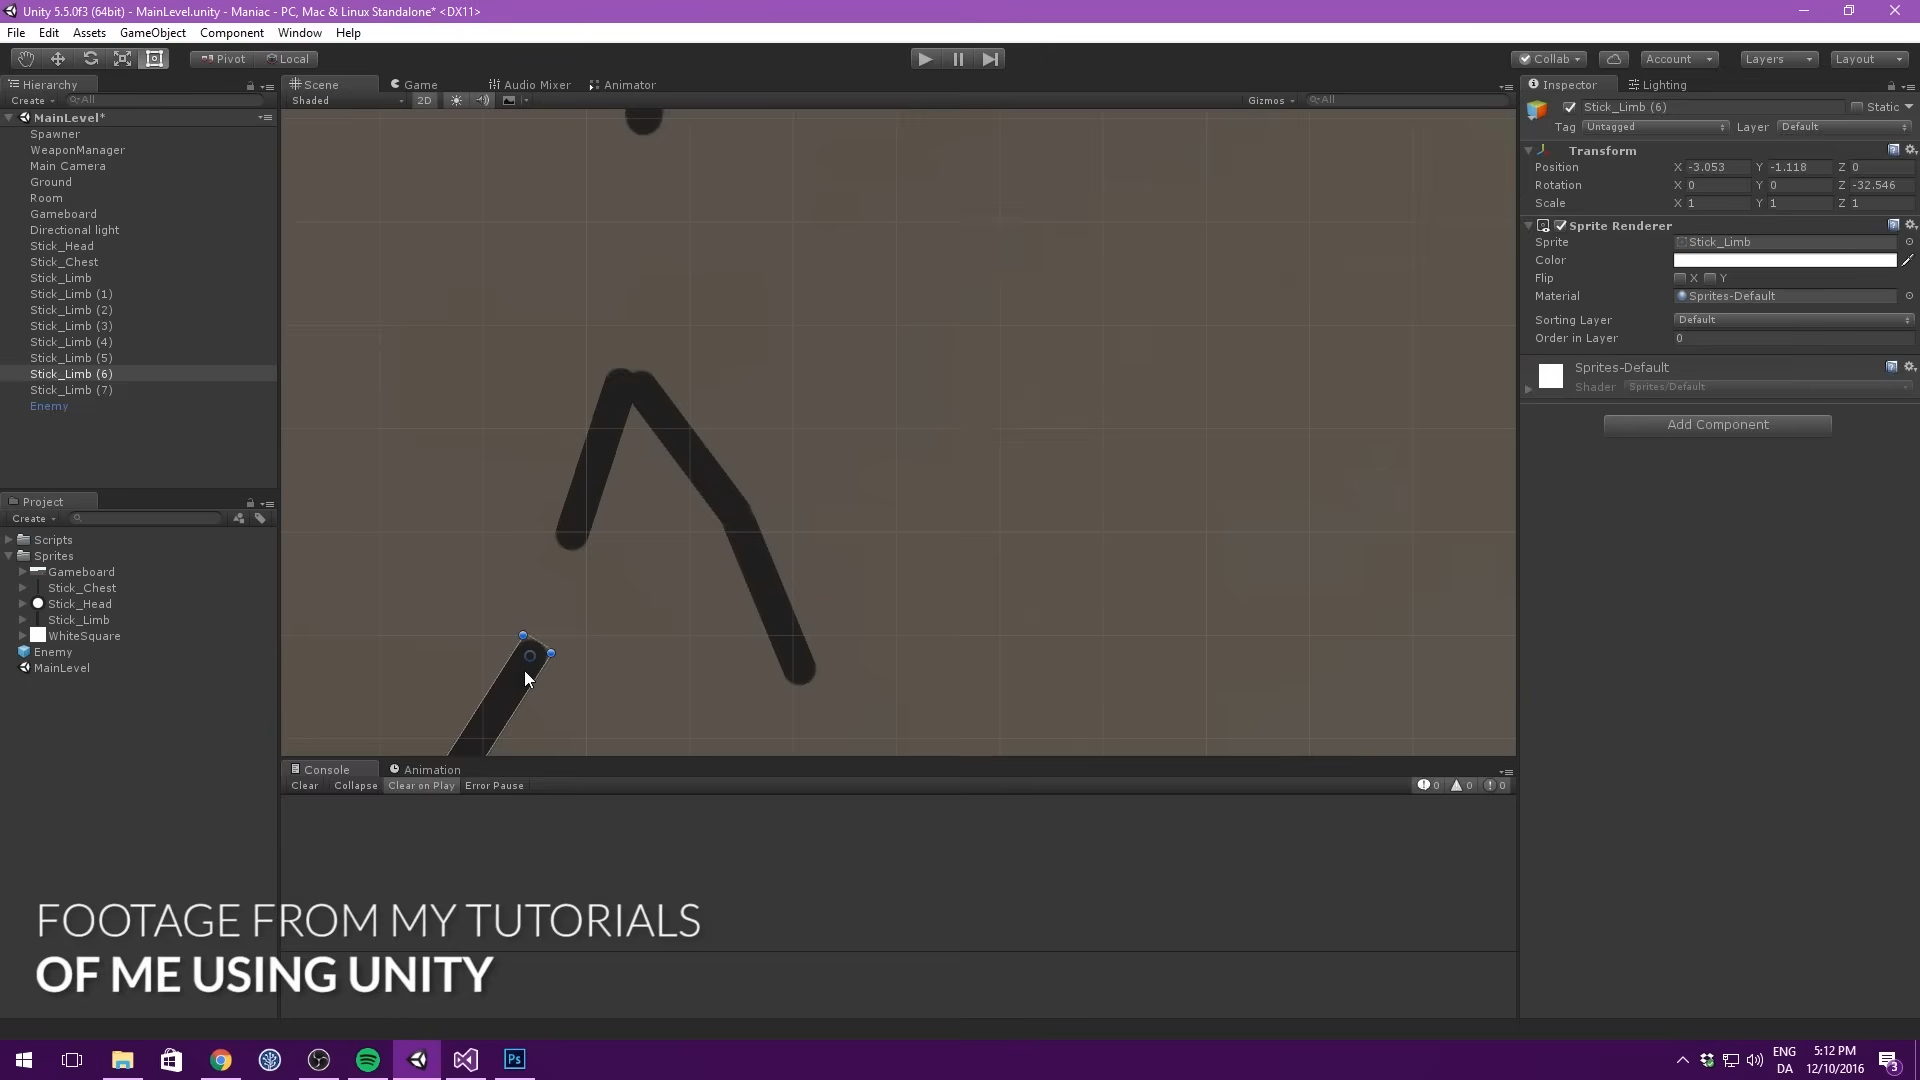 Unity 5.5.0f3 (64bit) - MainLevel.unity - Maniac - PC, Mac & Linux Standalone* <DX11>
File Edit Assets GameObject Component Window Help
Pivot Local Collab Account Layers Layout
Hierarchy
Create All
MainLevel*
Spawner
WeaponManager
Main Camera
Ground
Room
Gameboard
Directional light
Stick_Head
Stick_Chest
Stick_Limb
Stick_Limb (1)
Stick_Limb (2)
Stick_Limb (3)
Stick_Limb (4)
Stick_Limb (5)
Stick_Limb (6)
Stick_Limb (7)
Enemy
Project
Create
Scripts
Sprites
Gameboard
Stick_Chest
Stick_Head
Stick_Limb
WhiteSquare
Enemy
MainLevel
Scene Game Audio Mixer Animator
Shaded 2D Gizmos All
Console Animation
Clear Collapse Clear on Play Error Pause 0 0 0
Inspector Lighting
Stick_Limb (6) Static
Tag Untagged Layer Default
Transform
Position X -3.053 Y -1.118 Z 0
Rotation X 0 Y 0 Z -32.546
Scale X 1 Y 1 Z 1
Sprite Renderer
Sprite Stick_Limb
Color
Flip X Y
Material Sprites-Default
Sorting Layer Default
Order in Layer 0
Sprites-Default
Shader Sprites/Default
Add Component
FOOTAGE FROM MY TUTORIALS
OF ME USING UNITY
Ps
ENG 5:12 PM
DA 12/10/2016
3